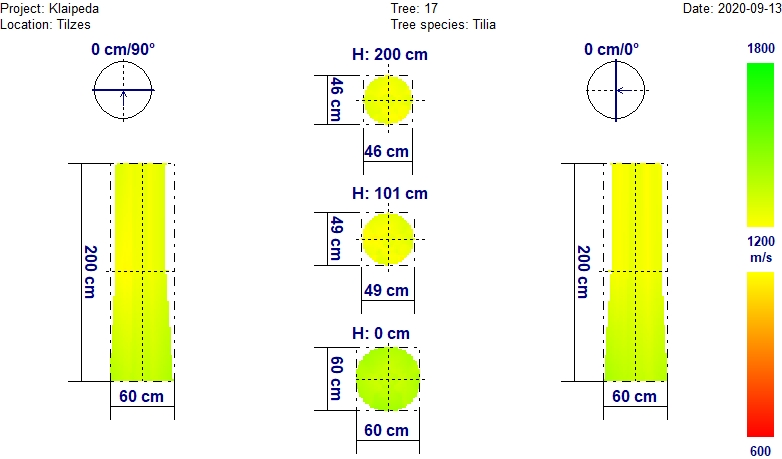 Project: Klaipeda
Tree: 17
Date: 2020-09-13
Location: Tilzes
Tree species: Tilia
0 cm/90°
H: 200 cm
0 cm/0°
1800
46 cm
46 cm
H: 101 cm
49 cm
49 cm
200 cm
200 cm
1200
m/s
H: 0 cm
60 cm
60 cm
60 cm
60 cm
600